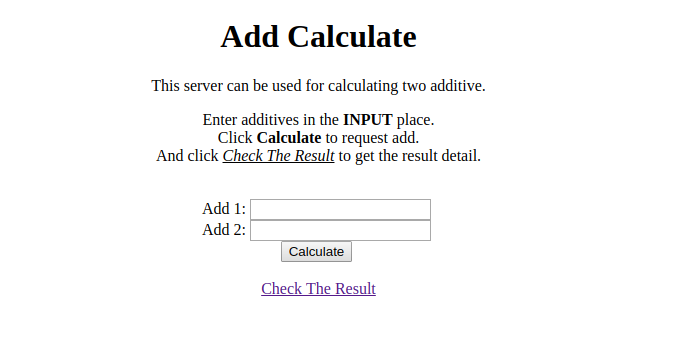 Add Calculate
This server can be used for calculating two additive.
Enter additives in the INPUT place.
Click Calculate to request add.
And click Check The Result to get the result detail.
Add 1:
Add 2:
Calculate
Check The Result